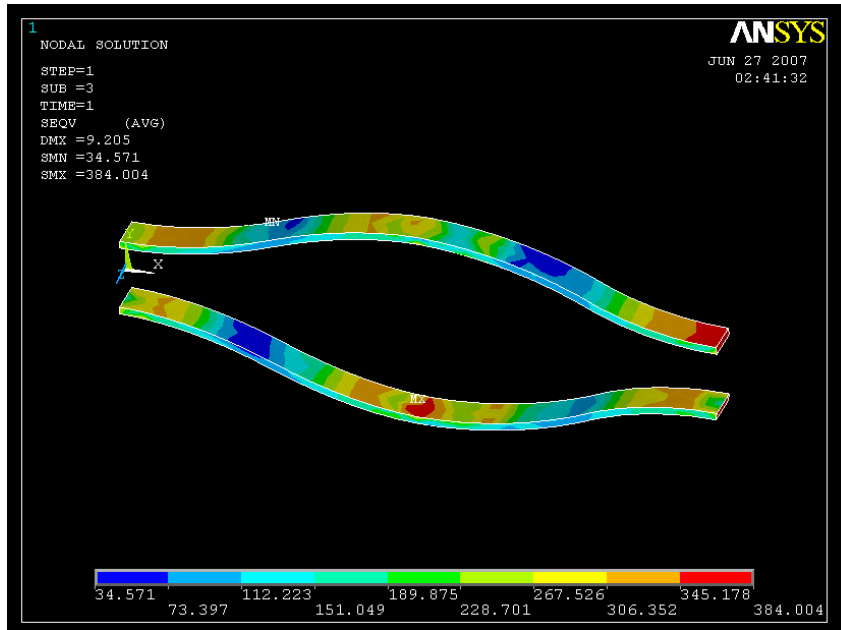 1
ANSYS
NODAL SOLUTION
JUN 27 2007
02:41:32
STEP=1
SUB =3
TIME=1
SEQV (AVG)
DMX =9.205
SMN =34.571
SMX =384.004
MN
Y
X
Z
MX
34.571 112.223 189.875 267.526 345.178
73.397 151.049 228.701 306.352 384.004